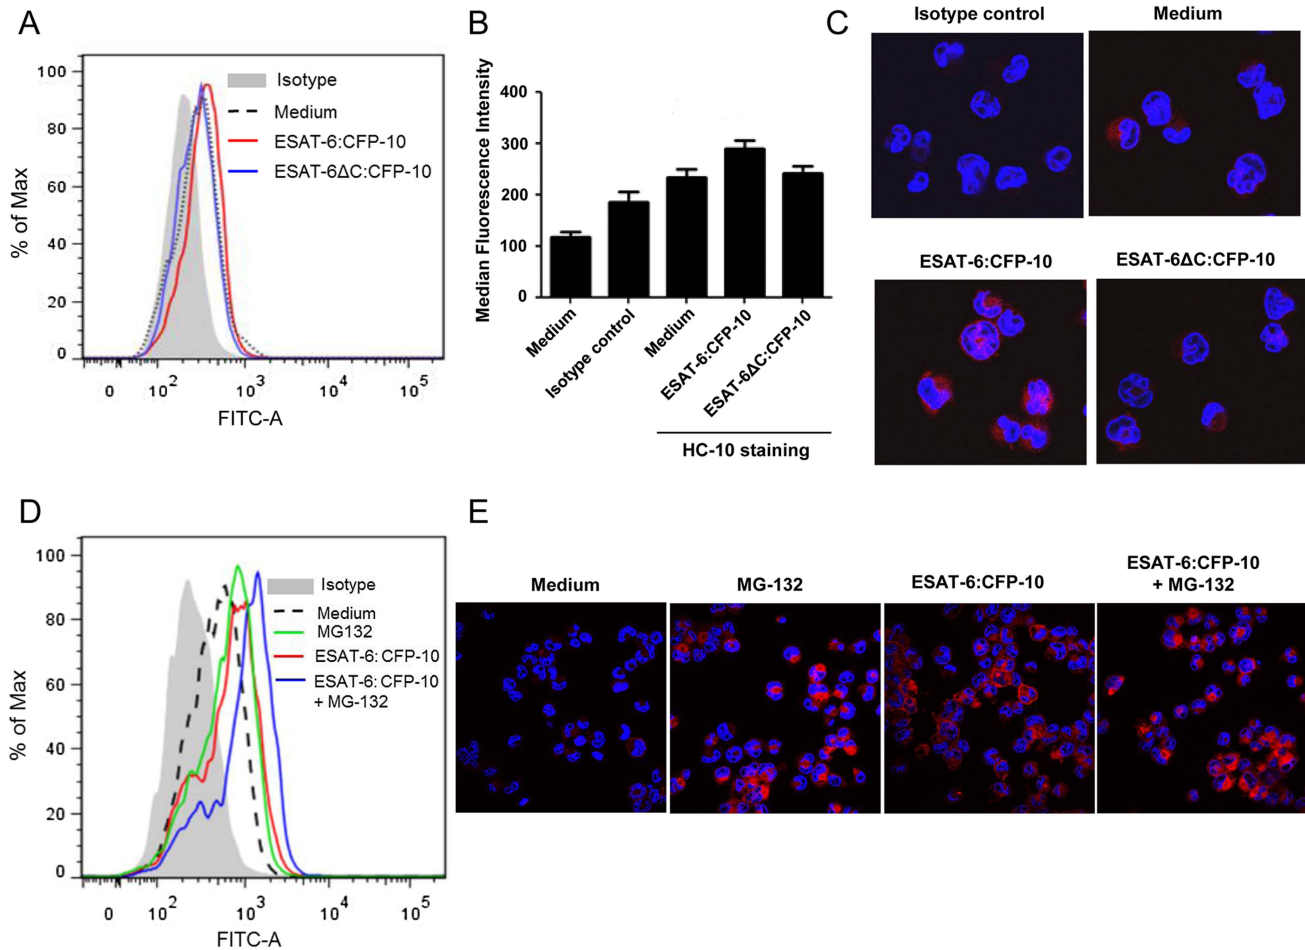 A
100
80
60
40
20
0
% of Max
Isotype
Medium
ESAT-6:CFP-10
ESAT-6ΔC:CFP-10
0
10²
10³
10⁴
10⁵
FITC-A
B
Median Fluorescence Intensity
400
300
200
100
0
Medium
Isotype control
Medium
ESAT-6:CFP-10
ESAT-6ΔC:CFP-10
HC-10 staining
C
Isotype control
Medium
ESAT-6:CFP-10
ESAT-6ΔC:CFP-10
D
100
80
60
40
20
0
% of Max
Isotype
Medium
MG132
ESAT-6: CFP-10
ESAT-6: CFP-10
+ MG-132
0
10²
10³
10⁴
10⁵
FITC-A
E
Medium
MG-132
ESAT-6:CFP-10
ESAT-6:CFP-10
+ MG-132